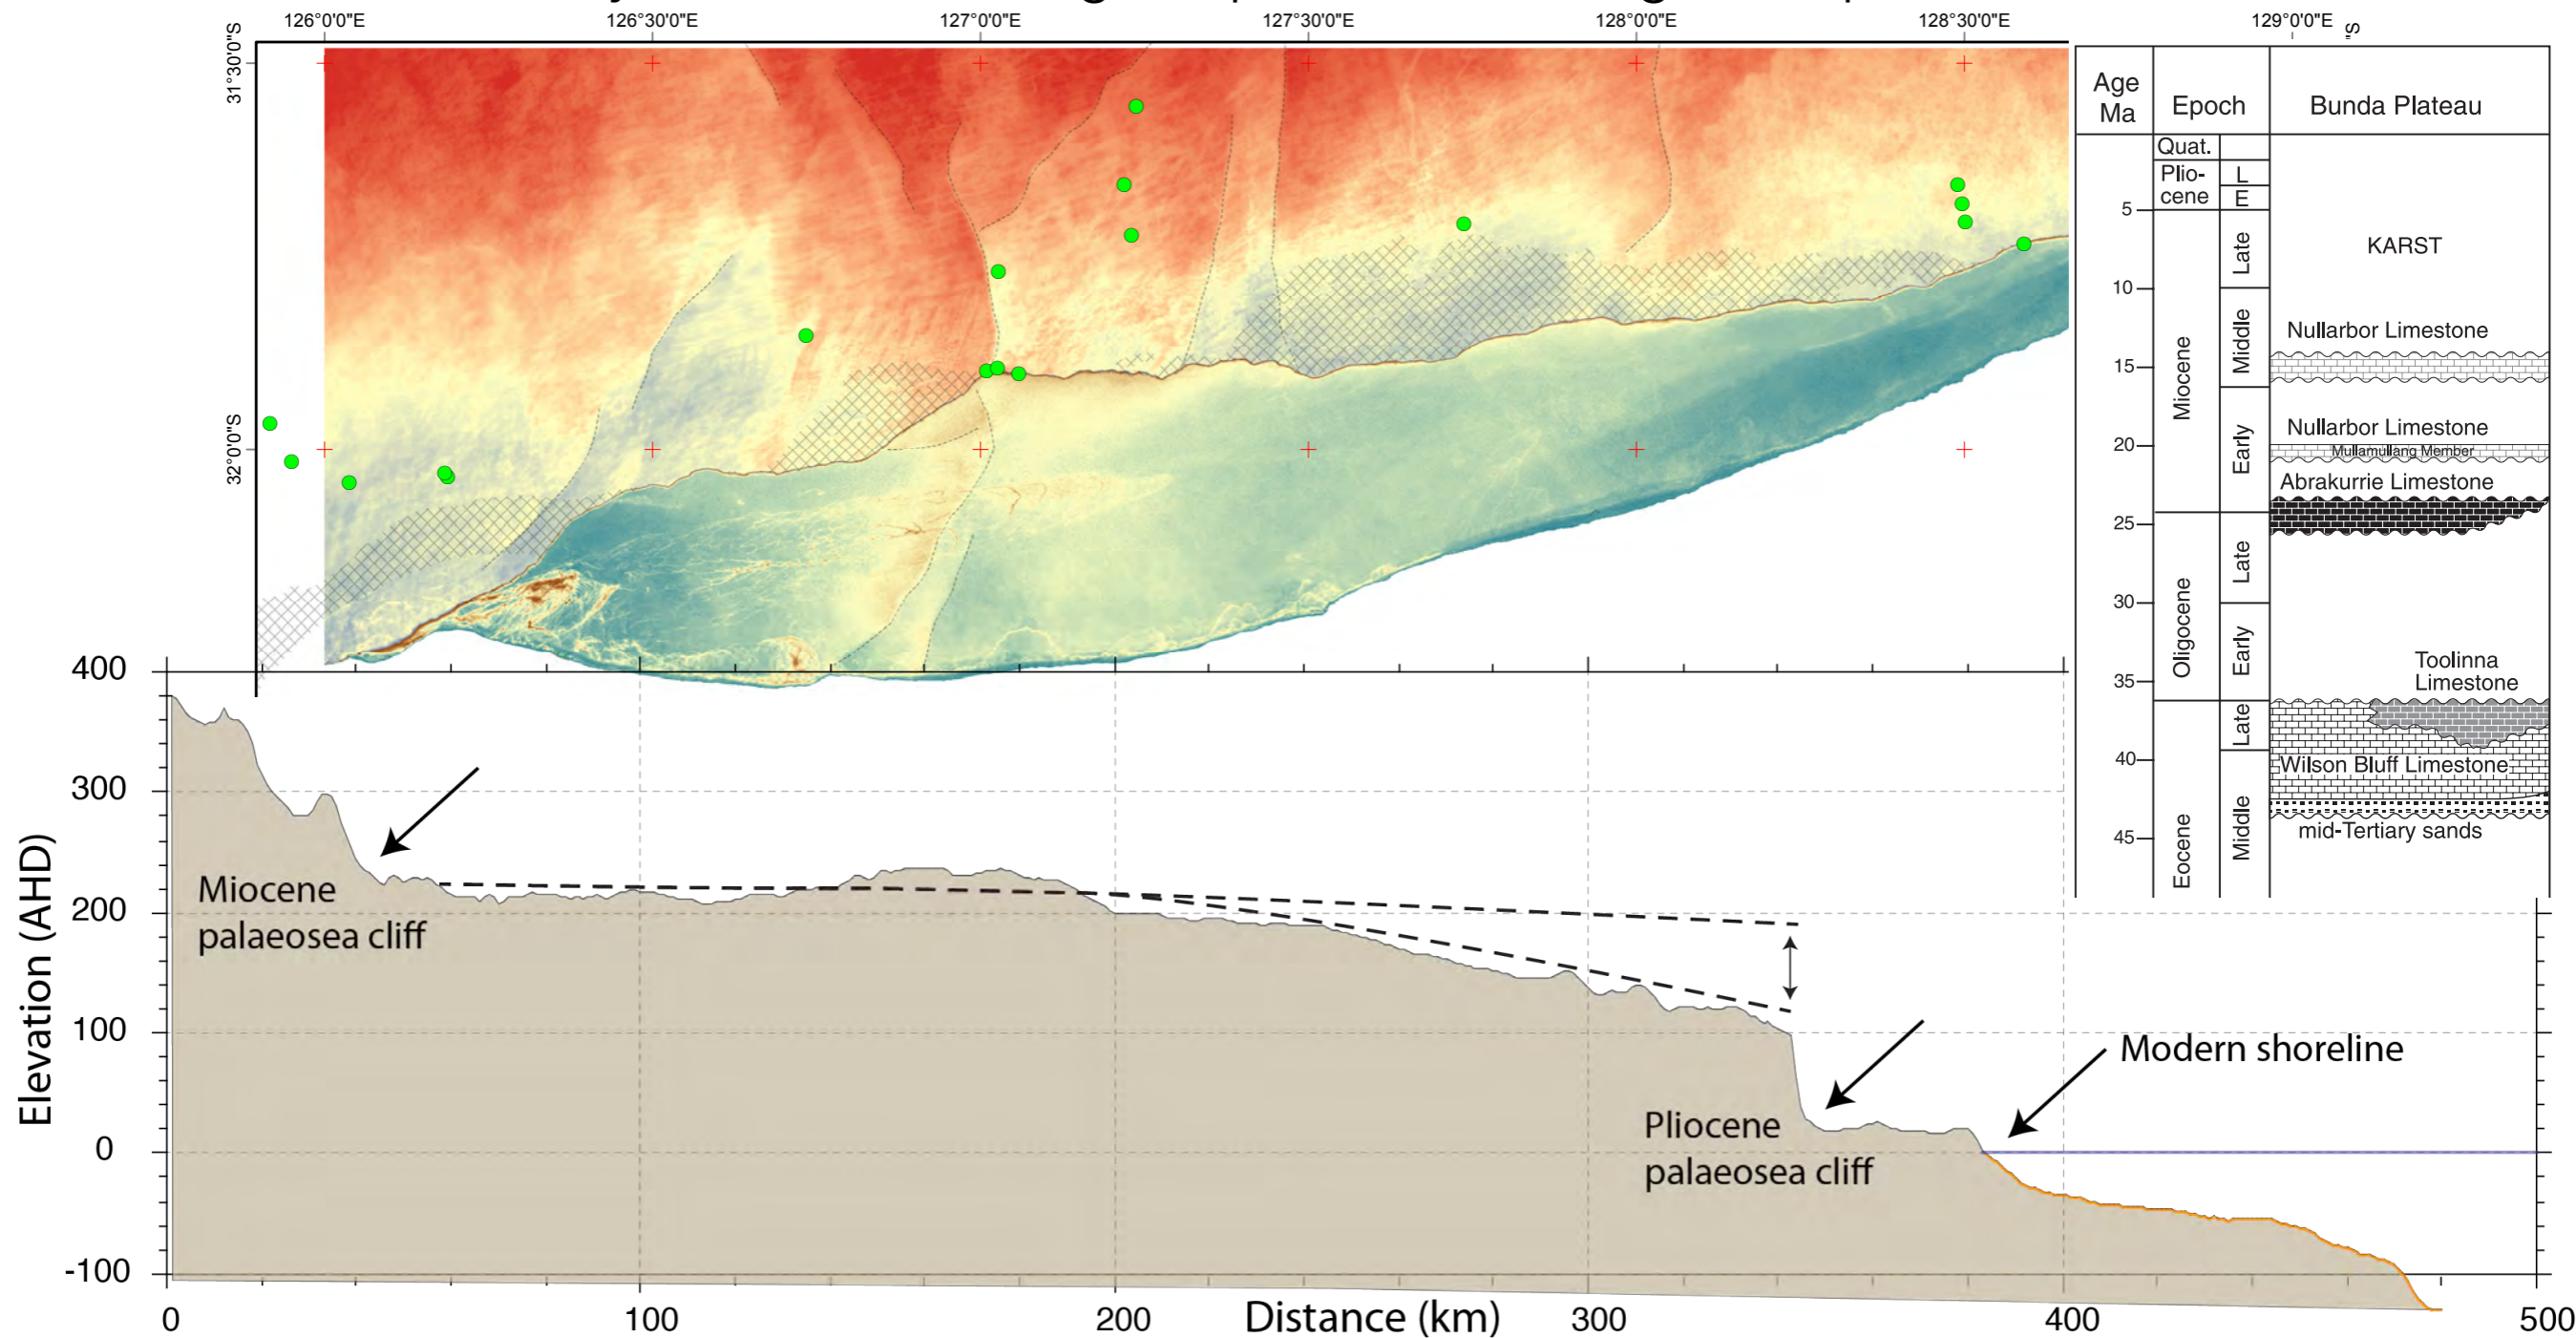 126°0'0"E
126°30'0"E
127°0'0"E
127°30'0"E
128°0'0"E
128°30'0"E
129°0'0"E
"S
31°30'0"S
32°0'0"S
Age
Ma
Epoch
Bunda Plateau
Quat.
Plio-
cene
L
E
5
Late
KARST
10
Middle
Nullarbor Limestone
15
Miocene
Early
Nullarbor Limestone
20
Mullamullang Member
Abrakurrie Limestone
25
Late
30
Oligocene
Early
Toolinna
Limestone
35
Late
40
Wilson Bluff Limestone
Middle
45
mid-Tertiary sands
Eocene
400
300
200
100
0
-100
Elevation (AHD)
Miocene
palaeosea cliff
Pliocene
palaeosea cliff
Modern shoreline
0
100
200
Distance (km)
300
400
500